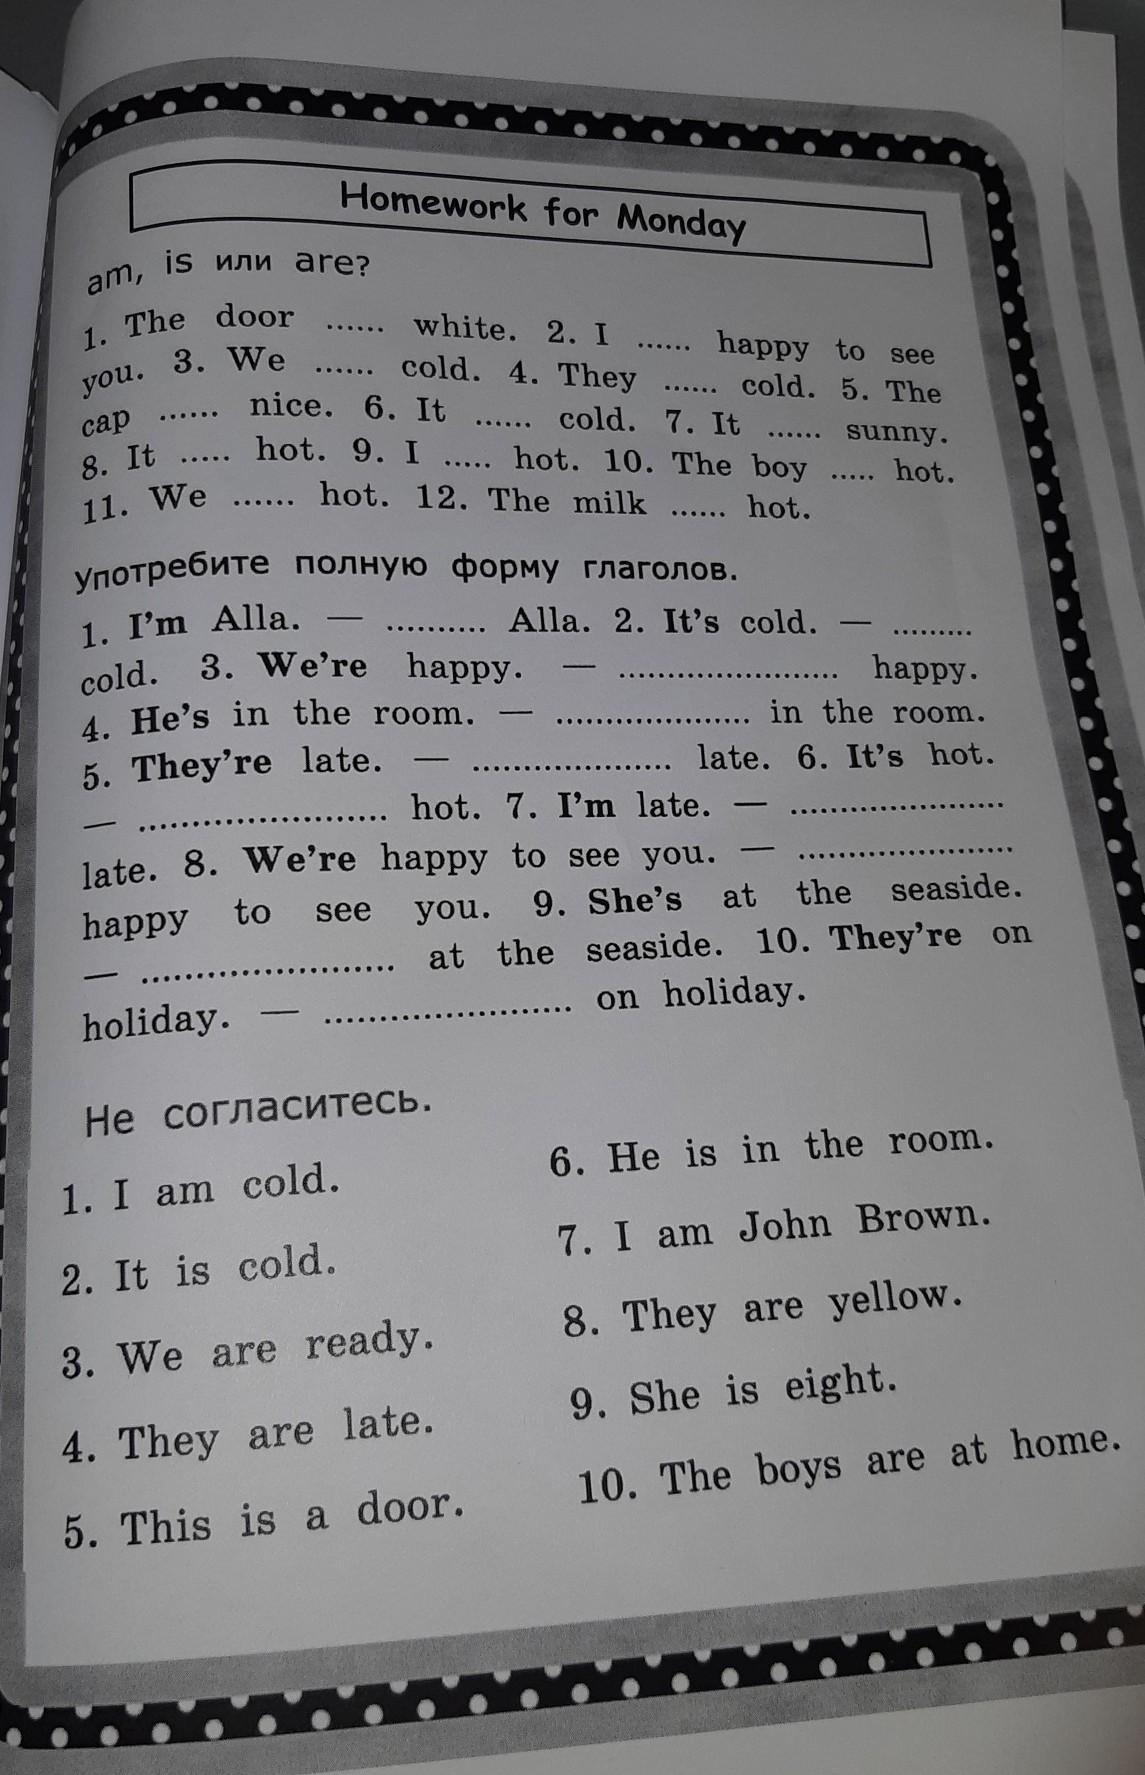 Homework for Monday
am, is или are?
1. The door ...... white. 2. I ...... happy to see
you. 3. We ...... cold. 4. They ...... cold. 5. The
cap ...... nice. 6. It ...... cold. 7. It ...... sunny.
8. It ..... hot. 9. I ..... hot. 10. The boy ..... hot.
11. We ...... hot. 12. The milk ...... hot.
Употребите полную форму глаголов.
1. I'm Alla. — .......... Alla. 2. It's cold. — .........
cold. 3. We're happy. — ...................... happy.
4. He's in the room. — .................... in the room.
5. They're late. — .................... late. 6. It's hot.
— ........................ hot. 7. I'm late. — ......................
late. 8. We're happy to see you. — ......................
happy to see you. 9. She's at the seaside.
— ........................ at the seaside. 10. They're on
holiday. — ....................... on holiday.
Не согласитесь.
1. I am cold.
2. It is cold.
3. We are ready.
4. They are late.
5. This is a door.
6. He is in the room.
7. I am John Brown.
8. They are yellow.
9. She is eight.
10. The boys are at home.